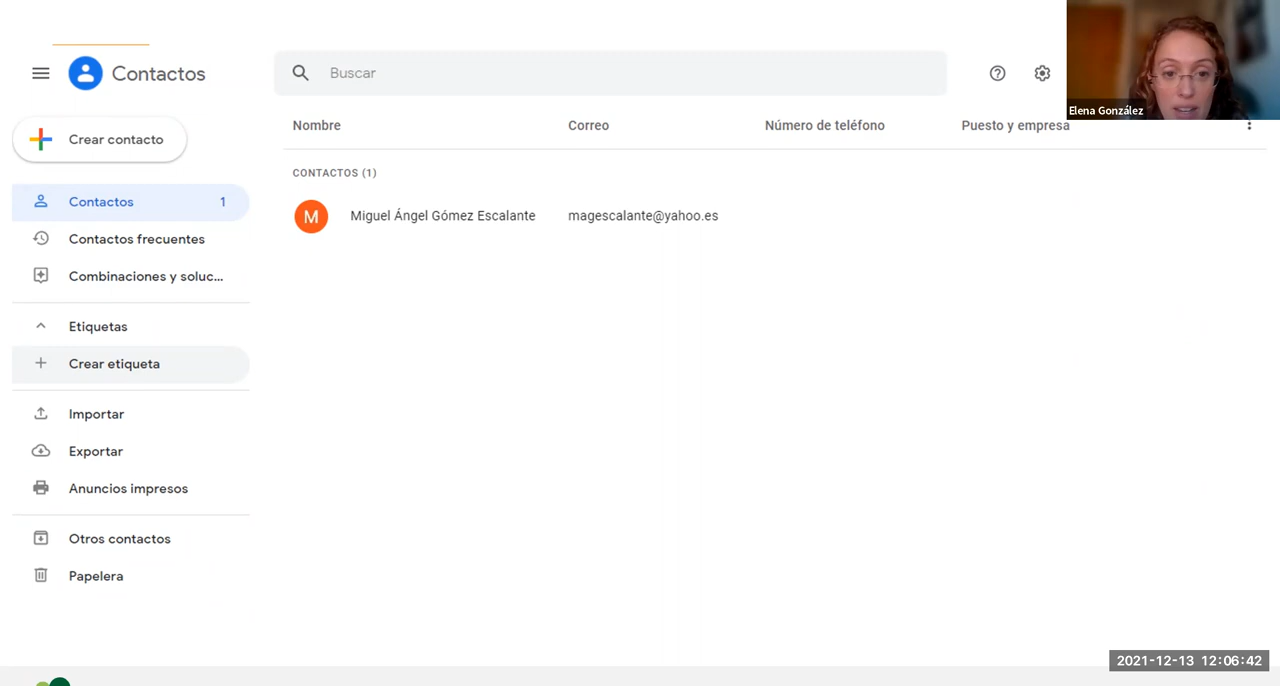 Contactos
Buscar
Elena González
Crear contacto
Nombre Correo Número de teléfono Puesto y empresa
CONTACTOS (1)
Contactos 1
M Miguel Ángel Gómez Escalante magescalante@yahoo.es
Contactos frecuentes
Combinaciones y soluc...
Etiquetas
Crear etiqueta
Importar
Exportar
Anuncios impresos
Otros contactos
Papelera
2021-12-13 12:06:42